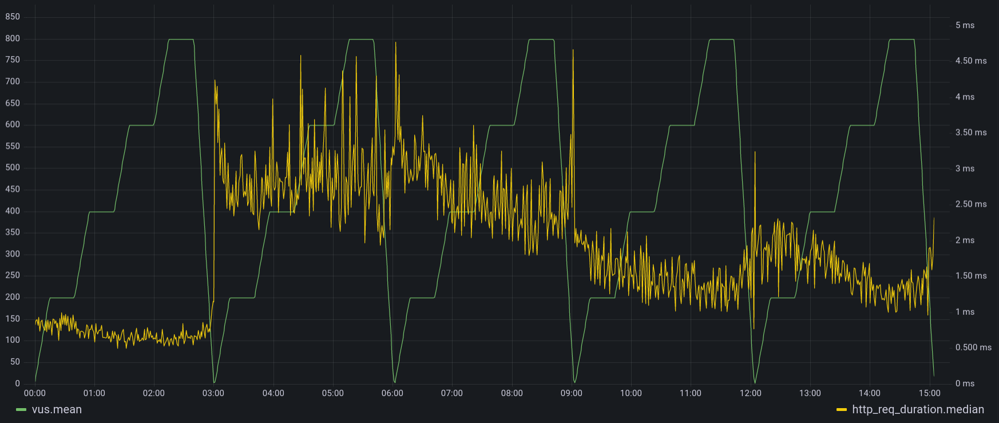 850
800
750
700
650
600
550
500
450
400
350
300
250
200
150
100
50
0
5 ms
4.50 ms
4 ms
3.50 ms
3 ms
2.50 ms
2 ms
1.50 ms
1 ms
0.500 ms
0 ms
00:00 01:00 02:00 03:00 04:00 05:00 06:00 07:00 08:00 09:00 10:00 11:00 12:00 13:00 14:00 15:00
vus.mean http_req_duration.median